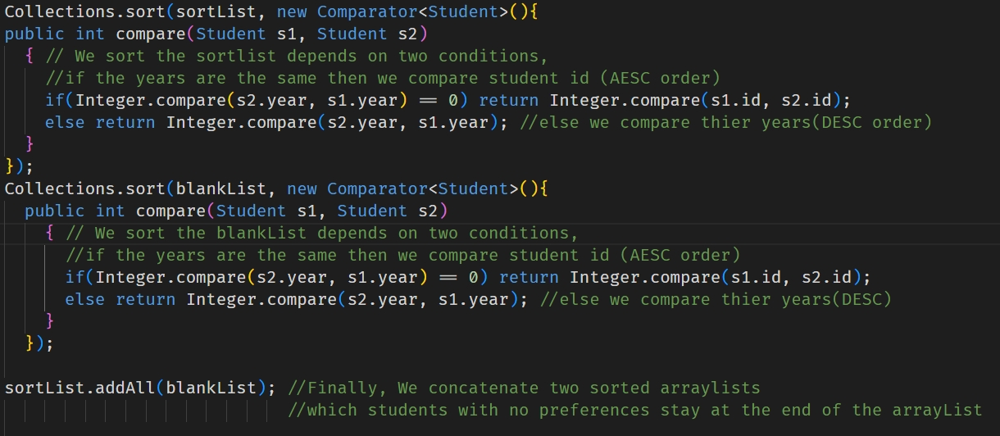 Collections.sort(sortList, new Comparator<Student>(){
public int compare(Student s1, Student s2)
{ // We sort the sortlist depends on two conditions,
//if the years are the same then we compare student id (AESC order)
if(Integer.compare(s2.year, s1.year) == 0) return Integer.compare(s1.id, s2.id);
else return Integer.compare(s2.year, s1.year); //else we compare thier years(DESC order)
}
});
Collections.sort(blankList, new Comparator<Student>(){
public int compare(Student s1, Student s2)
{ // We sort the blankList depends on two conditions,
//if the years are the same then we compare student id (AESC order)
if(Integer.compare(s2.year, s1.year) == 0) return Integer.compare(s1.id, s2.id);
else return Integer.compare(s2.year, s1.year); //else we compare thier years(DESC)
}
});
sortList.addAll(blankList); //Finally, We concatenate two sorted arraylists
//which students with no preferences stay at the end of the arrayList